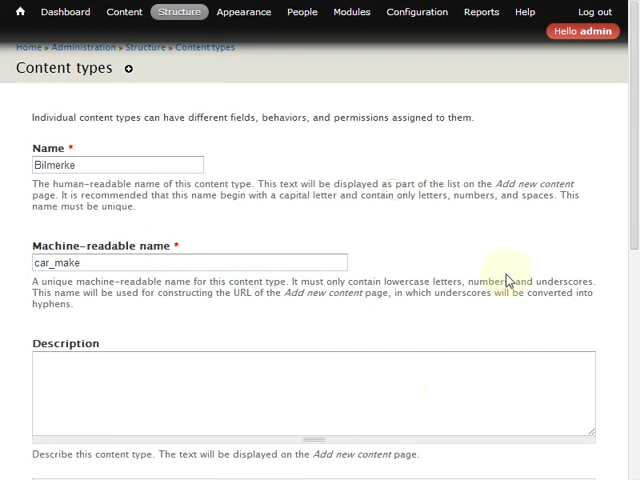 Dashboard Content Structure Appearance People Modules Configuration Reports Help Log out
Hello admin
Home » Administration » Structure » Content types
Content types
Individual content types can have different fields, behaviors, and permissions assigned to them.
Name *
Bilmerke
The human-readable name of this content type. This text will be displayed as part of the list on the Add new content
page. It is recommended that this name begin with a capital letter and contain only letters, numbers, and spaces. This
name must be unique.
Machine-readable name *
car_make
A unique machine-readable name for this content type. It must only contain lowercase letters, numbers, and underscores.
This name will be used for constructing the URL of the Add new content page, in which underscores will be converted into
hyphens.
Description
Describe this content type. The text will be displayed on the Add new content page.